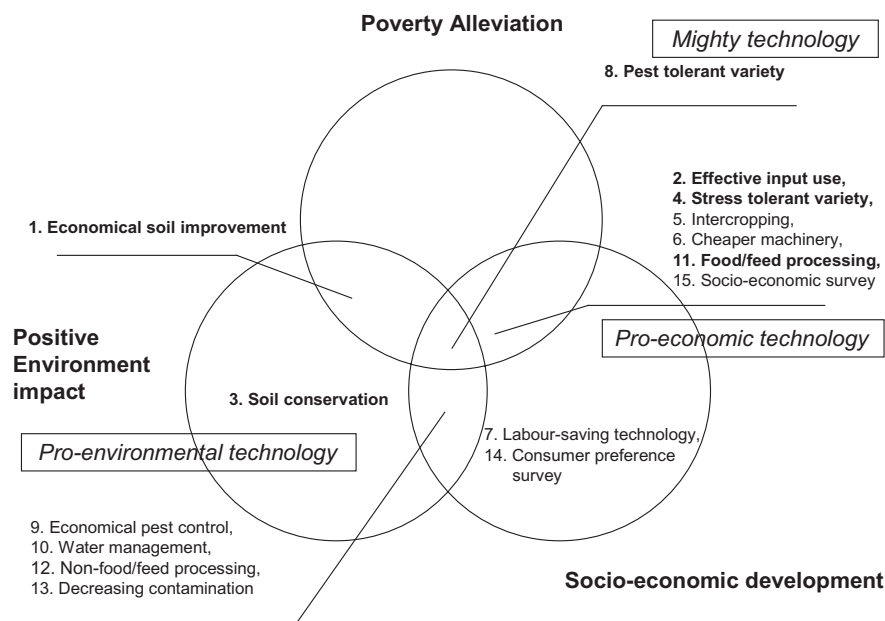 Poverty Alleviation
Mighty technology
8. Pest tolerant variety
2. Effective input use,
4. Stress tolerant variety,
5. Intercropping,
6. Cheaper machinery,
11. Food/feed processing,
15. Socio-economic survey
1. Economical soil improvement
Pro-economic technology
Positive
Environment
impact
3. Soil conservation
Pro-environmental technology
7. Labour-saving technology,
14. Consumer preference
survey
9. Economical pest control,
10. Water management,
12. Non-food/feed processing,
13. Decreasing contamination
Socio-economic development